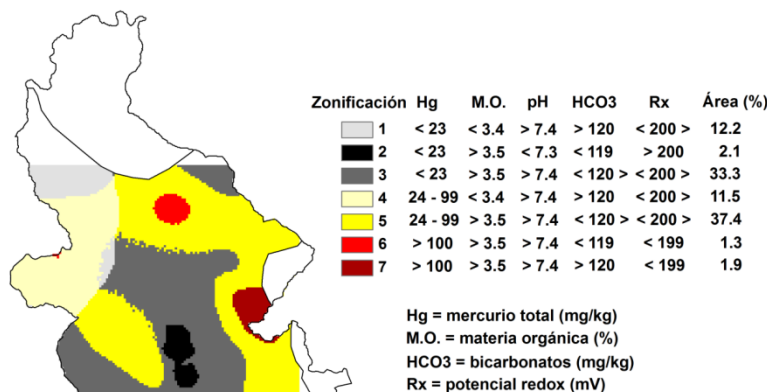 Zonificación Hg M.O. pH HCO3 Rx Área (%)
1 < 23 < 3.4 > 7.4 > 120 < 200 > 12.2
2 < 23 > 3.5 < 7.3 < 119 > 200 2.1
3 < 23 > 3.5 > 7.4 < 120 > < 200 > 33.3
4 24 - 99 < 3.4 > 7.4 > 120 < 200 > 11.5
5 24 - 99 > 3.5 > 7.4 < 120 > < 200 > 37.4
6 > 100 > 3.5 > 7.4 < 119 < 199 1.3
7 > 100 > 3.5 > 7.4 > 120 < 199 1.9
Hg = mercurio total (mg/kg)
M.O. = materia orgánica (%)
HCO3 = bicarbonatos (mg/kg)
Rx = potencial redox (mV)